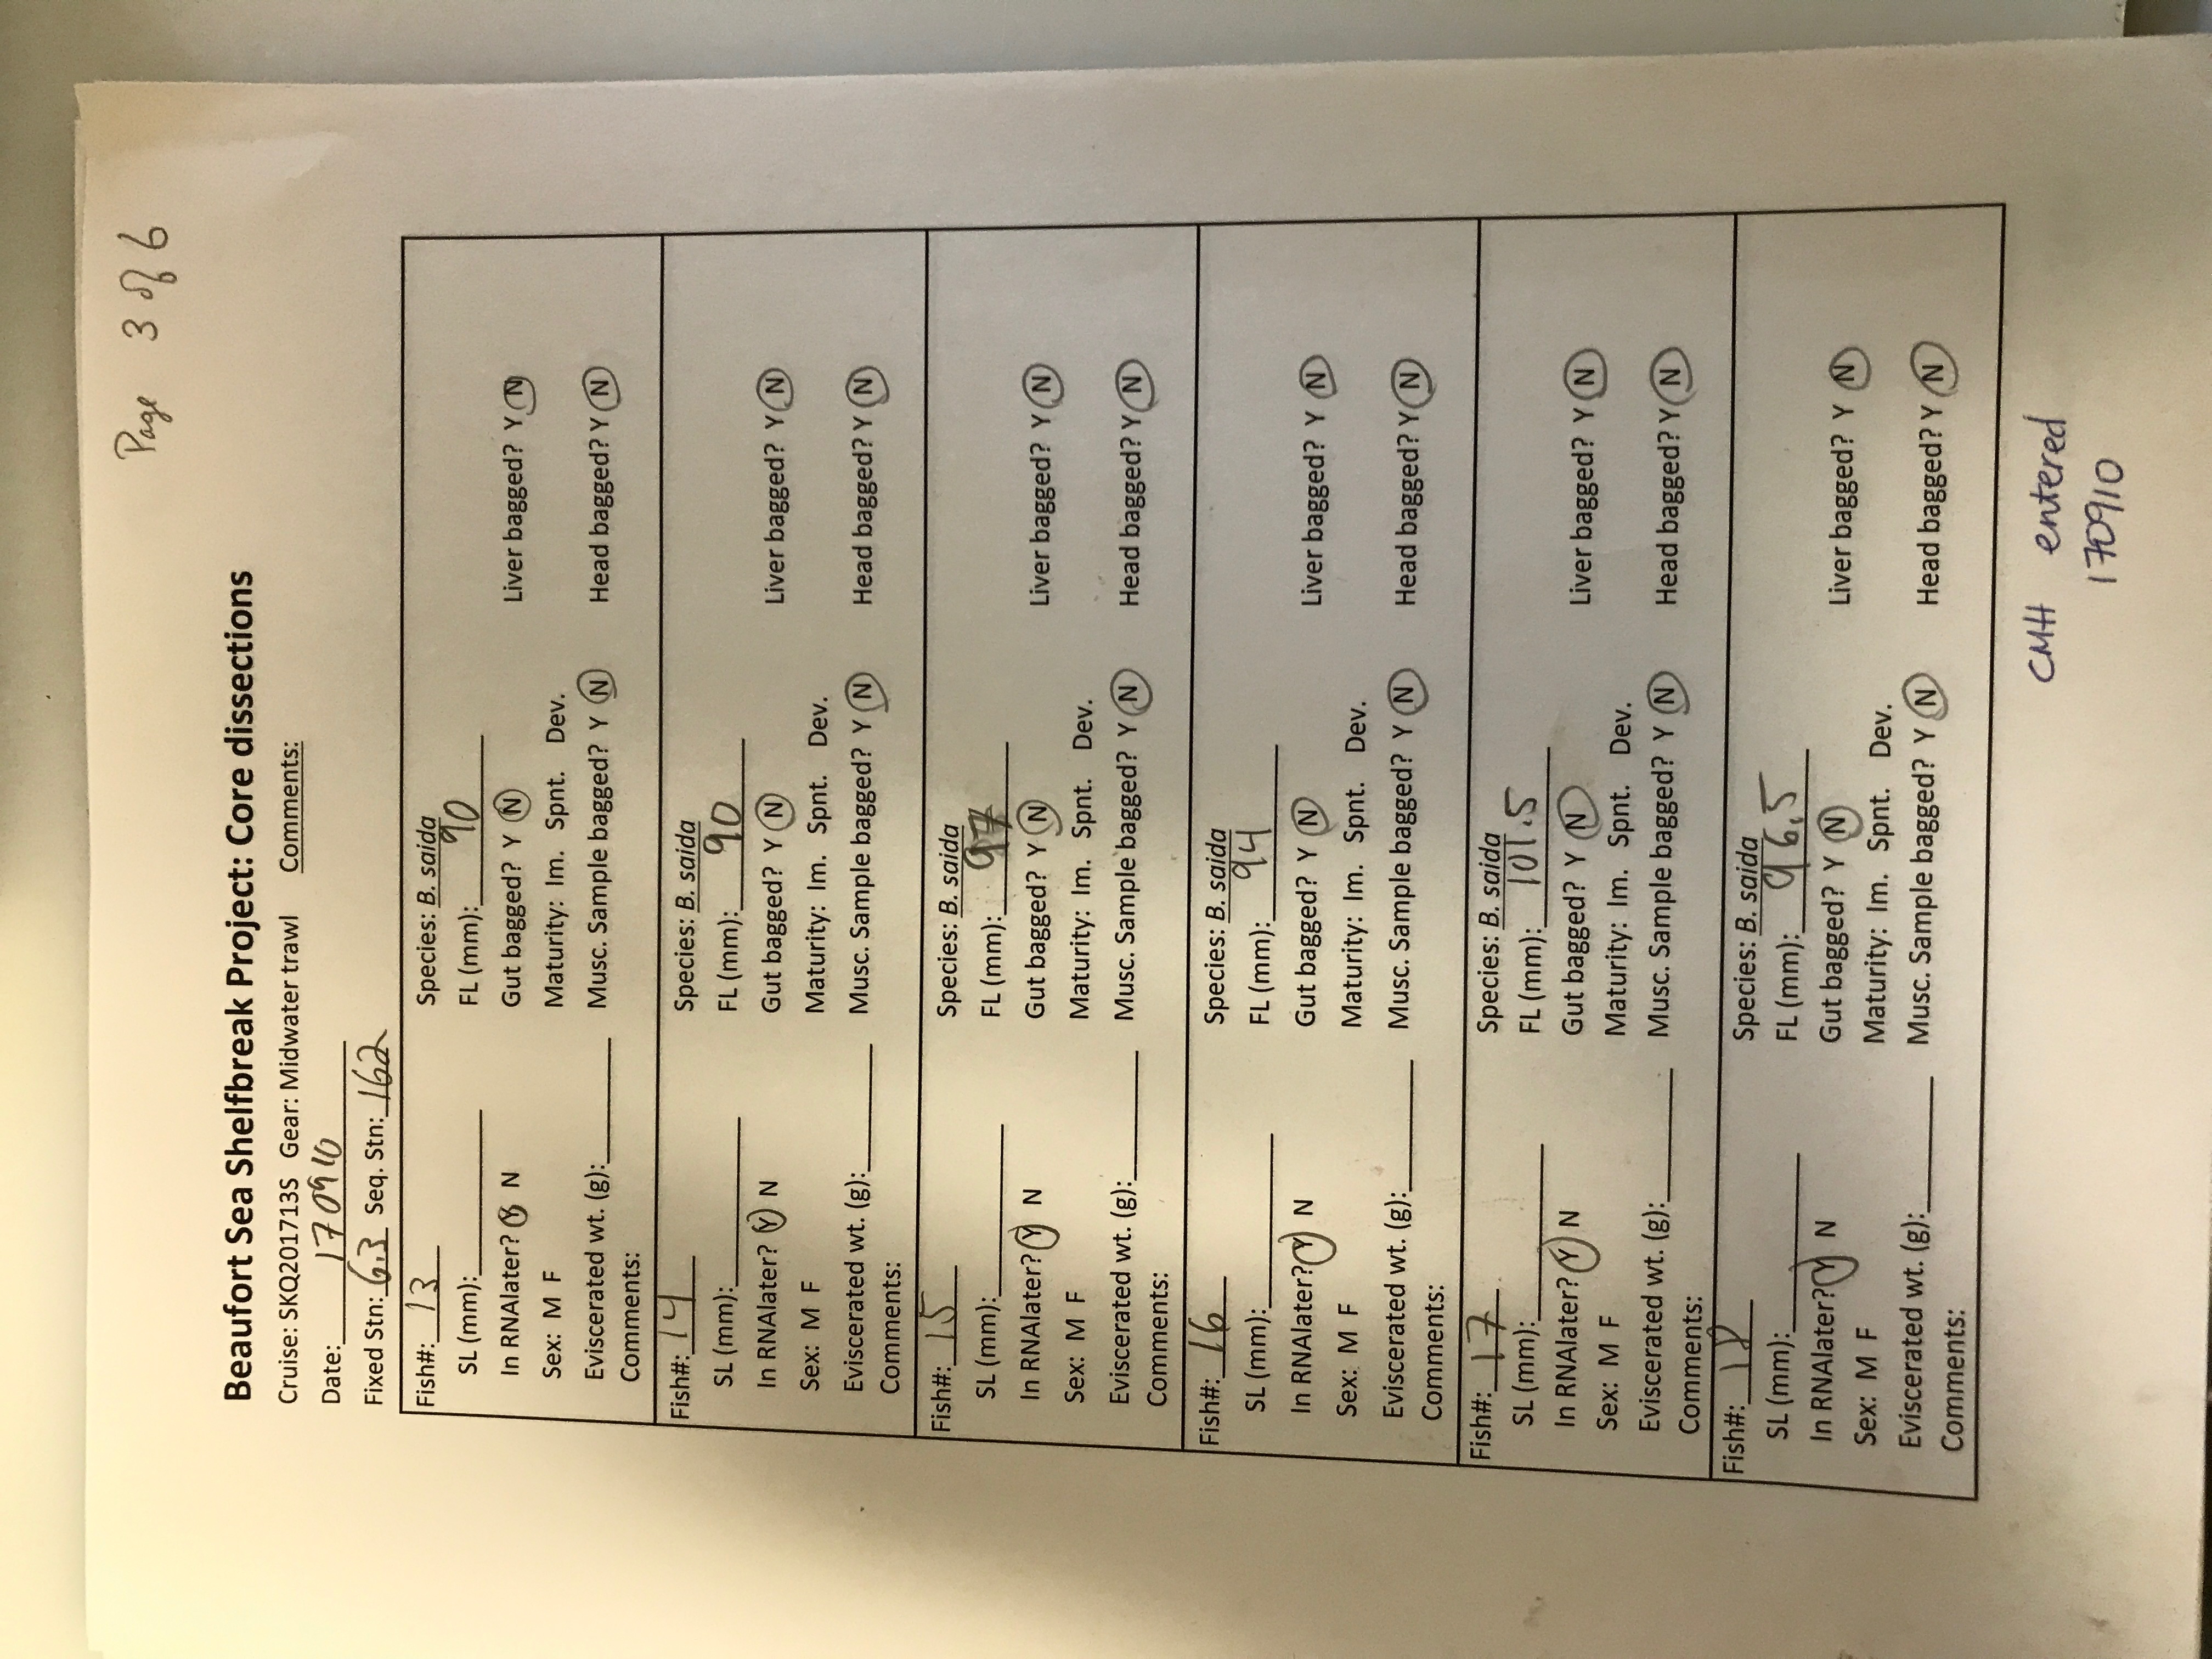 Page 3 of 6
Beaufort Sea Shelfbreak Project: Core dissections
Cruise: SKQ201713S Gear: Midwater trawl Comments:
Date: 170910
Fixed Stn: 6.3 Seq. Stn: 162
Fish#: 13 Species: B. saida
SL (mm): FL (mm): 90
In RNAlater? Y N Gut bagged? Y N Liver bagged? Y N
Sex: M F Maturity: Im. Spnt. Dev.
Eviscerated wt. (g): Musc. Sample bagged? Y N Head bagged? Y N
Comments:
Fish#: 14 Species: B. saida
SL (mm): FL (mm): 90
In RNAlater? Y N Gut bagged? Y N Liver bagged? Y N
Sex: M F Maturity: Im. Spnt. Dev.
Eviscerated wt. (g): Musc. Sample bagged? Y N Head bagged? Y N
Comments:
Fish#: 15 Species: B. saida
SL (mm): FL (mm): 97
In RNAlater? Y N Gut bagged? Y N Liver bagged? Y N
Sex: M F Maturity: Im. Spnt. Dev.
Eviscerated wt. (g): Musc. Sample bagged? Y N Head bagged? Y N
Comments:
Fish#: 16 Species: B. saida
SL (mm): FL (mm): 94
In RNAlater? Y N Gut bagged? Y N Liver bagged? Y N
Sex: M F Maturity: Im. Spnt. Dev.
Eviscerated wt. (g): Musc. Sample bagged? Y N Head bagged? Y N
Comments:
Fish#: 17 Species: B. saida
SL (mm): FL (mm): 101.5
In RNAlater? Y N Gut bagged? Y N Liver bagged? Y N
Sex: M F Maturity: Im. Spnt. Dev.
Eviscerated wt. (g): Musc. Sample bagged? Y N Head bagged? Y N
Comments:
Fish#: 18 Species: B. saida
SL (mm): FL (mm): 96.5
In RNAlater? Y N Gut bagged? Y N Liver bagged? Y N
Sex: M F Maturity: Im. Spnt. Dev.
Eviscerated wt. (g): Musc. Sample bagged? Y N Head bagged? Y N
Comments:
CMH entered
170910